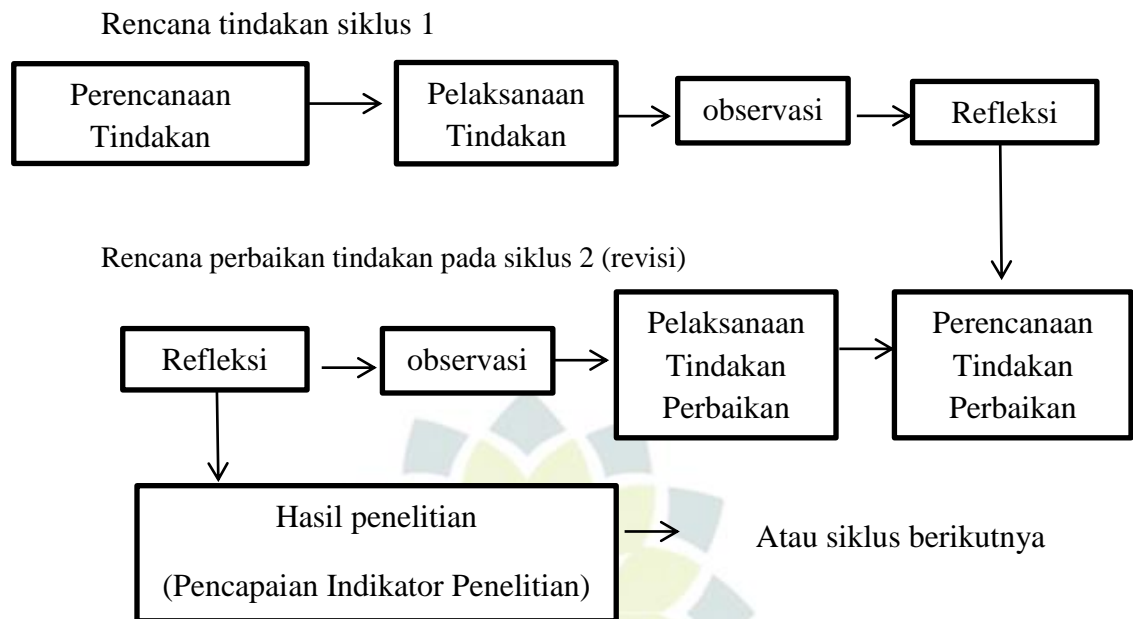 Rencana tindakan siklus 1
Perencanaan
Tindakan
Pelaksanaan
Tindakan
observasi
Refleksi
Rencana perbaikan tindakan pada siklus 2 (revisi)
Refleksi
observasi
Pelaksanaan
Tindakan
Perbaikan
Perencanaan
Tindakan
Perbaikan
Hasil penelitian
(Pencapaian Indikator Penelitian)
Atau siklus berikutnya